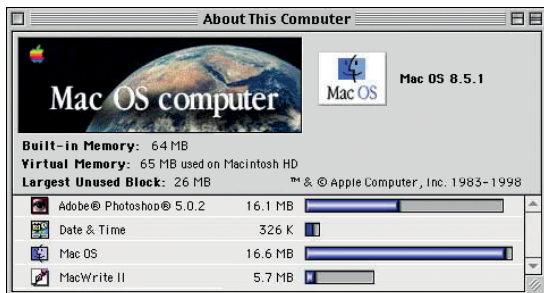 About This Computer
Mac OS computer
Mac OS
Mac OS 8.5.1
Built-in Memory: 64 MB
Virtual Memory: 65 MB used on Macintosh HD
Largest Unused Block: 26 MB
™ & © Apple Computer, Inc. 1983-1998
Adobe® Photoshop® 5.0.2 16.1 MB
Date & Time 326 K
Mac OS 16.6 MB
MacWrite II 5.7 MB